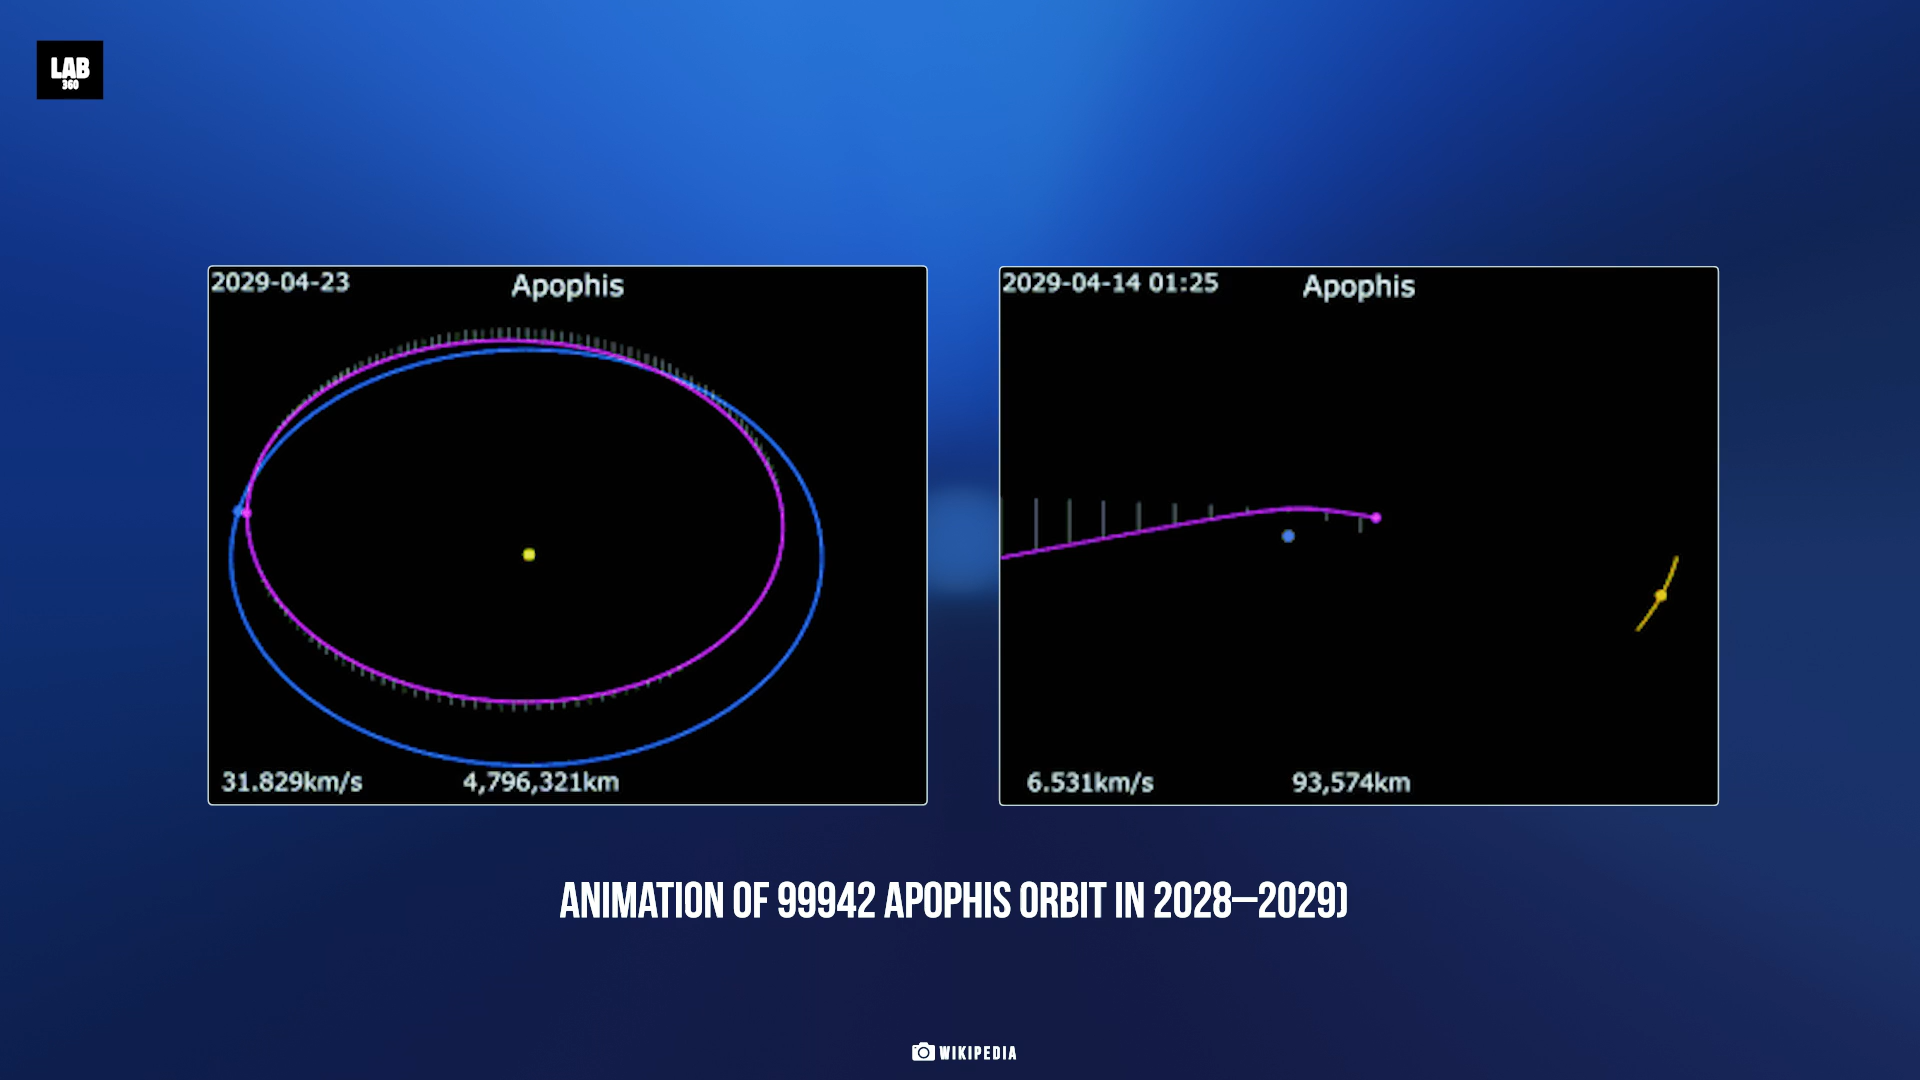 LAB
360
2029-04-23
Apophis
31.829km/s
4,796,321km
2029-04-14 01:25
Apophis
6.531km/s
93,574km
ANIMATION OF 99942 APOPHIS ORBIT IN 2028–2029)
WIKIPEDIA